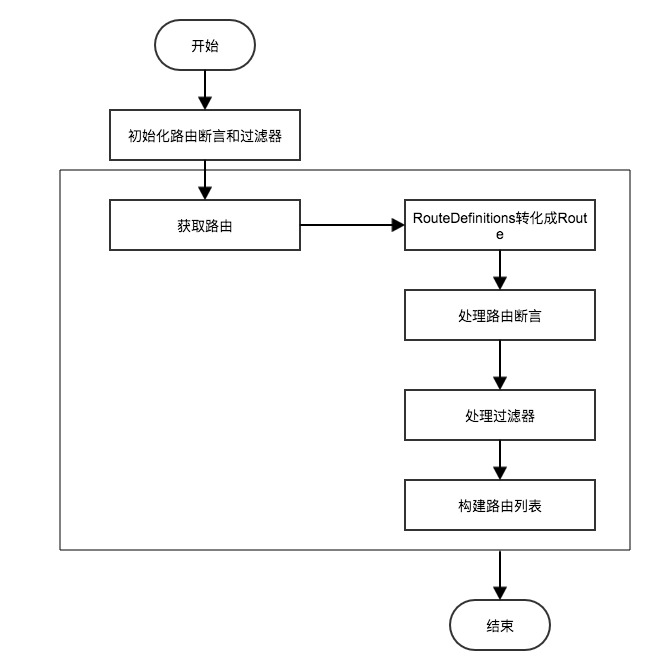 开始
初始化路由断言和过滤器
获取路由
RouteDefinitions转化成Rout
e
处理路由断言
处理过滤器
构建路由列表
结束